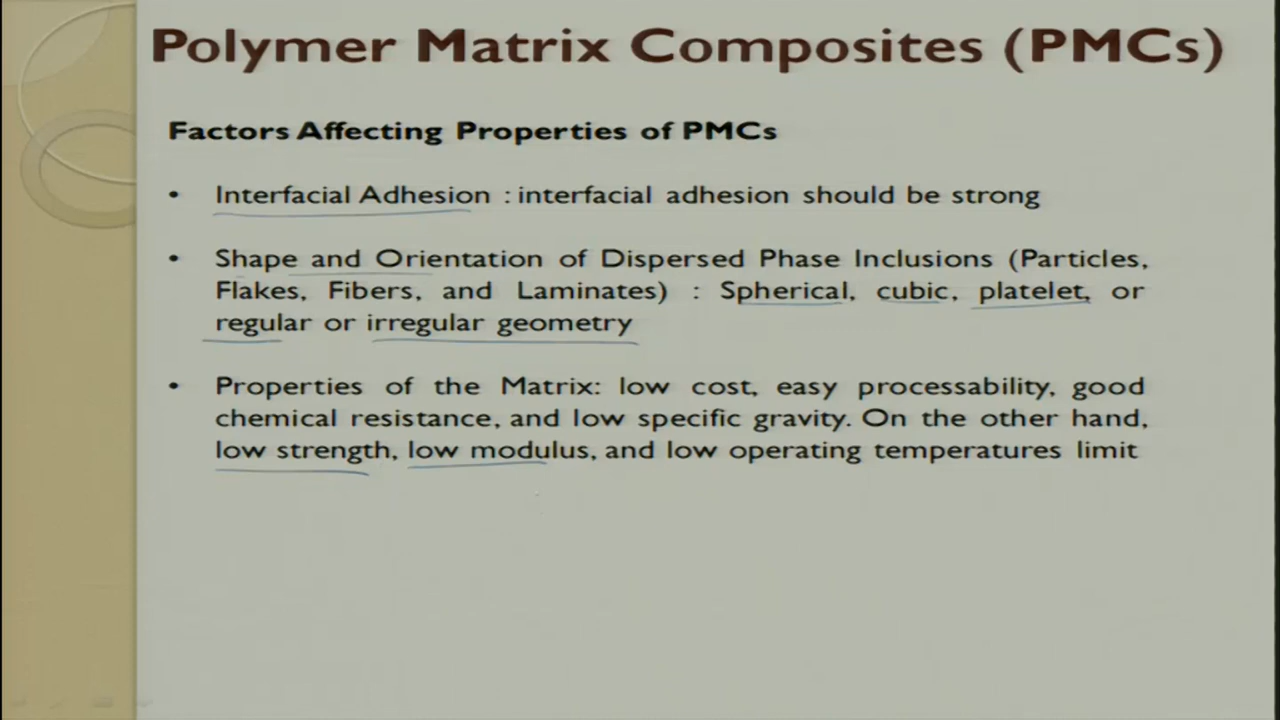 Polymer Matrix Composites (PMCs)
Factors Affecting Properties of PMCs
• Interfacial Adhesion : interfacial adhesion should be strong
• Shape and Orientation of Dispersed Phase Inclusions (Particles,
Flakes, Fibers, and Laminates) : Spherical, cubic, platelet, or
regular or irregular geometry
• Properties of the Matrix: low cost, easy processability, good
chemical resistance, and low specific gravity. On the other hand,
low strength, low modulus, and low operating temperatures limit